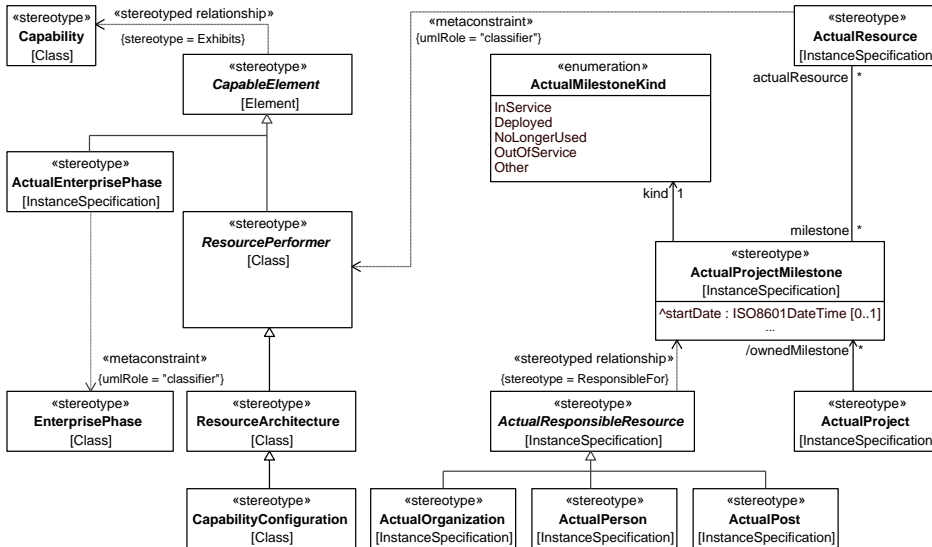 «stereotype»
Capability
[Class]
«stereotyped relationship»
{stereotype = Exhibits}
«stereotype»
CapableElement
[Element]
«metaconstraint»
{umlRole = "classifier"}
«stereotype»
ActualResource
[InstanceSpecification]
actualResource *
«enumeration»
ActualMilestoneKind
InService
Deployed
NoLongerUsed
OutOfService
Other
kind 1
«stereotype»
ActualEnterprisePhase
[InstanceSpecification]
«stereotype»
ResourcePerformer
[Class]
milestone *
«stereotype»
ActualProjectMilestone
[InstanceSpecification]
^startDate : ISO8601DateTime [0..1]
...
/ownedMilestone *
«metaconstraint»
{umlRole = "classifier"}
«stereotyped relationship»
{stereotype = ResponsibleFor}
«stereotype»
EnterprisePhase
[Class]
«stereotype»
ResourceArchitecture
[Class]
«stereotype»
ActualResponsibleResource
[InstanceSpecification]
«stereotype»
ActualProject
[InstanceSpecification]
«stereotype»
CapabilityConfiguration
[Class]
«stereotype»
ActualOrganization
[InstanceSpecification]
«stereotype»
ActualPerson
[InstanceSpecification]
«stereotype»
ActualPost
[InstanceSpecification]